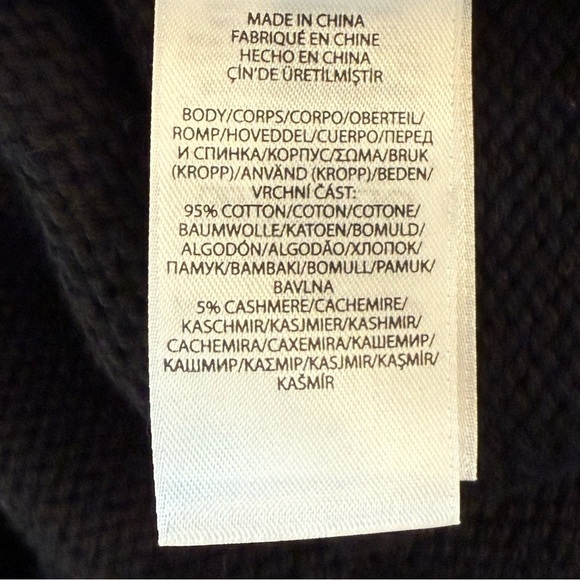 MADE IN CHINA
FABRIQUÉ EN CHINE
HECHO EN CHINA
ÇİN'DE ÜRETİLMİŞTİR
BODY/CORPS/CORPO/OBERTEIL/
ROMP/HOVEDDEL/CUERPO/ПЕРЕД
И СПИНКА/КОРПУС/ΣΩΜΑ/BRUK
(KROPP)/ANVÄND (KROPP)/BEDEN/
VRCHNÍ ČÁST:
95% COTTON/COTON/COTONE/
BAUMWOLLE/KATOEN/BOMULD/
ALGODÓN/ALGODÃO/ХЛОПОК/
ПАМУК/ΒΑΜΒΑΚΙ/BOMULL/PAMUK/
BAVLNA
5% CASHMERE/CACHEMIRE/
KASCHMIR/KASJMIER/KASHMIR/
CACHEMIRA/CAXEMIRA/КАШЕМИР/
КАШМИР/ΚΑΣΜΙΡ/KASJMIR/KAŞMİR/
KAŠMÍR